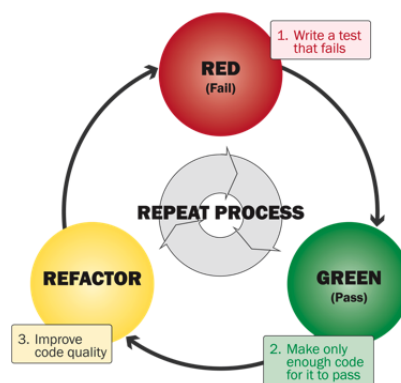 1. Write a test
that fails
RED
(Fail)
REPEAT PROCESS
REFACTOR
GREEN
(Pass)
3. Improve
code quality
2. Make only
enough code
for it to pass